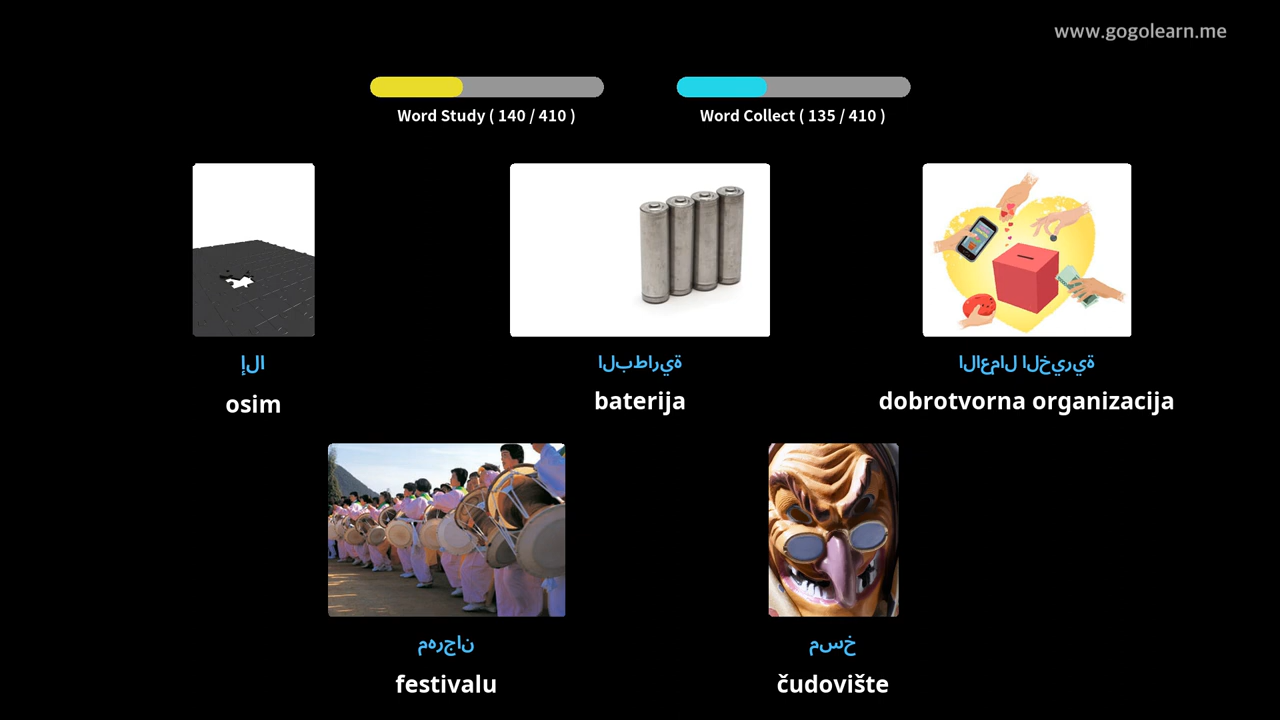 www.gogolearn.me
Word Study ( 140 / 410 )
Word Collect ( 135 / 410 )
إلا
osim
البطارية
baterija
الاعمال الخيرية
dobrotvorna organizacija
مهرجان
festivalu
مسخ
čudovište